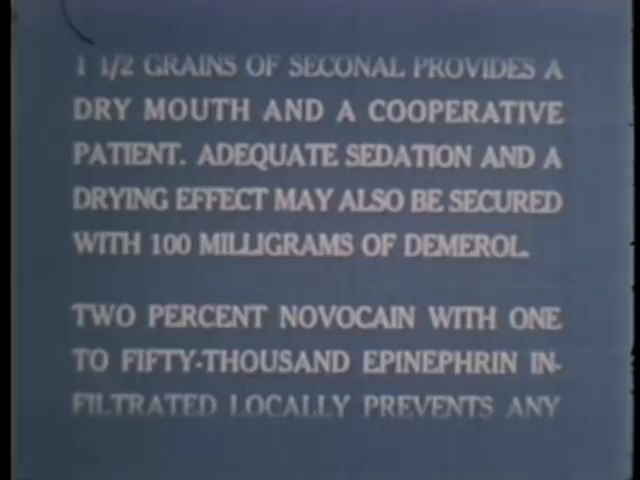 1 1/2 GRAINS OF SECONAL PROVIDES A
DRY MOUTH AND A COOPERATIVE
PATIENT. ADEQUATE SEDATION AND A
DRYING EFFECT MAY ALSO BE SECURED
WITH 100 MILLIGRAMS OF DEMEROL.
TWO PERCENT NOVOCAIN WITH ONE
TO FIFTY-THOUSAND EPINEPHRIN IN-
FILTRATED LOCALLY PREVENTS ANY